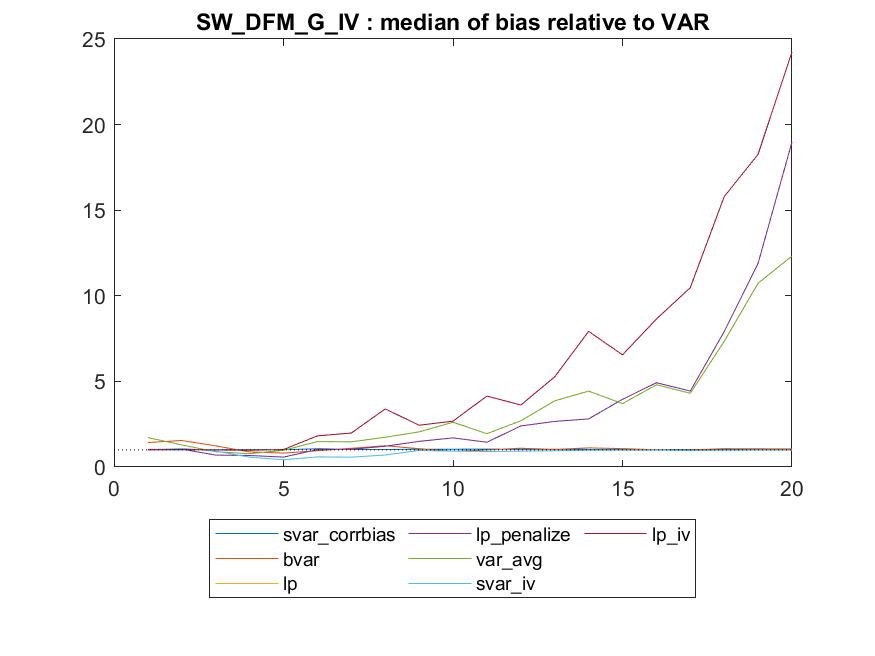 SW_DFM_G_IV : median of bias relative to VAR
25
20
15
10
5
0
0 5 10 15 20
svar_corrbias lp_penalize lp_iv
bvar var_avg
lp svar_iv